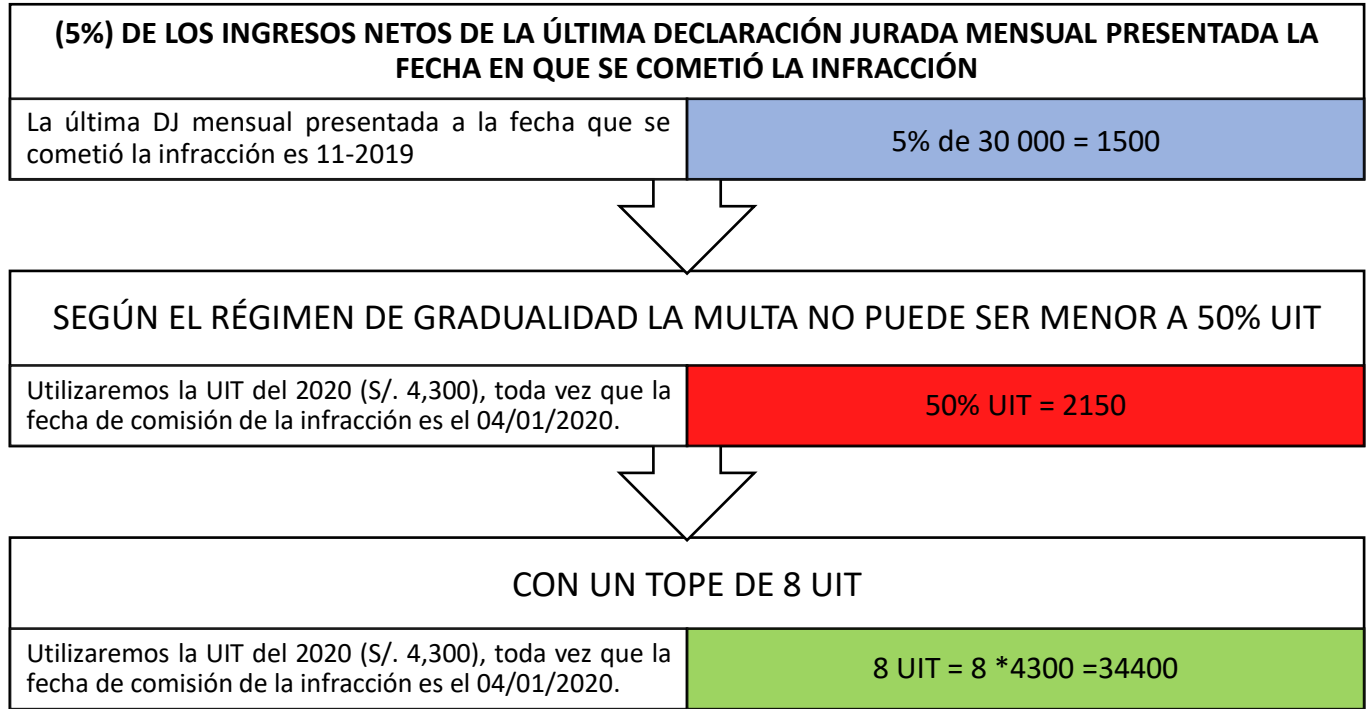 (5%) DE LOS INGRESOS NETOS DE LA ÚLTIMA DECLARACIÓN JURADA MENSUAL PRESENTADA LA
FECHA EN QUE SE COMETIÓ LA INFRACCIÓN
La última DJ mensual presentada a la fecha que se
cometió la infracción es 11-2019
5% de 30 000 = 1500
SEGÚN EL RÉGIMEN DE GRADUALIDAD LA MULTA NO PUEDE SER MENOR A 50% UIT
Utilizaremos la UIT del 2020 (S/. 4,300), toda vez que la
fecha de comisión de la infracción es el 04/01/2020.
50% UIT = 2150
CON UN TOPE DE 8 UIT
Utilizaremos la UIT del 2020 (S/. 4,300), toda vez que la
fecha de comisión de la infracción es el 04/01/2020.
8 UIT = 8 *4300 =34400